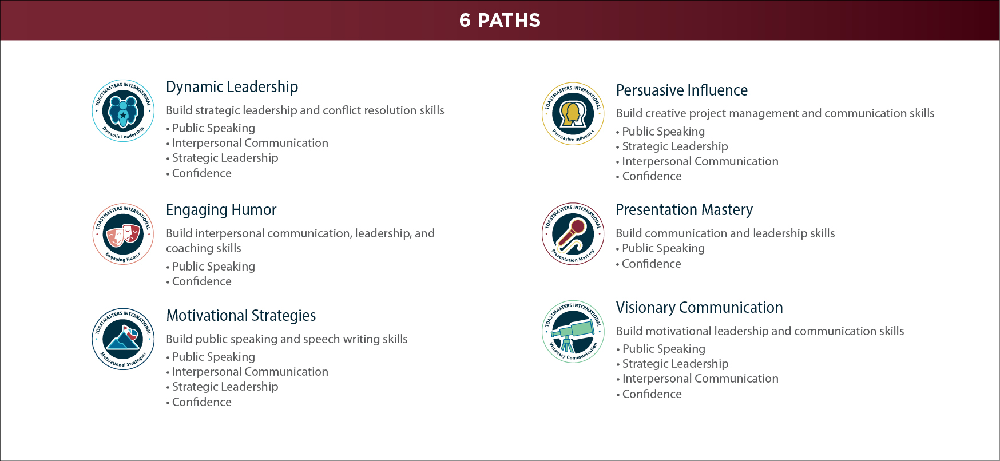 6 PATHS
TOASTMASTERS INTERNATIONAL
Dynamic Leadership
Dynamic Leadership
Build strategic leadership and conflict resolution skills
• Public Speaking
• Interpersonal Communication
• Strategic Leadership
• Confidence
TOASTMASTERS INTERNATIONAL
Engaging Humor
Engaging Humor
Build interpersonal communication, leadership, and
coaching skills
• Public Speaking
• Confidence
TOASTMASTERS INTERNATIONAL
Motivational Strategies
Motivational Strategies
Build public speaking and speech writing skills
• Public Speaking
• Interpersonal Communication
• Strategic Leadership
• Confidence
TOASTMASTERS INTERNATIONAL
Persuasive Influence
Persuasive Influence
Build creative project management and communication skills
• Public Speaking
• Strategic Leadership
• Interpersonal Communication
• Confidence
TOASTMASTERS INTERNATIONAL
Presentation Mastery
Presentation Mastery
Build communication and leadership skills
• Public Speaking
• Confidence
TOASTMASTERS INTERNATIONAL
Visionary Communication
Visionary Communication
Build motivational leadership and communication skills
• Public Speaking
• Strategic Leadership
• Interpersonal Communication
• Confidence